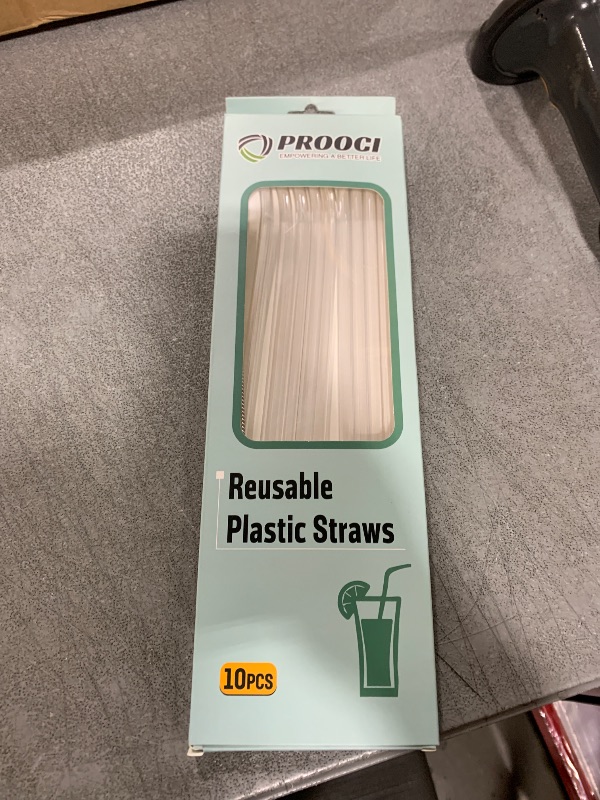 PROOCI
EMPOWERING A BETTER LIFE
Reusable
Plastic Straws
10PCS